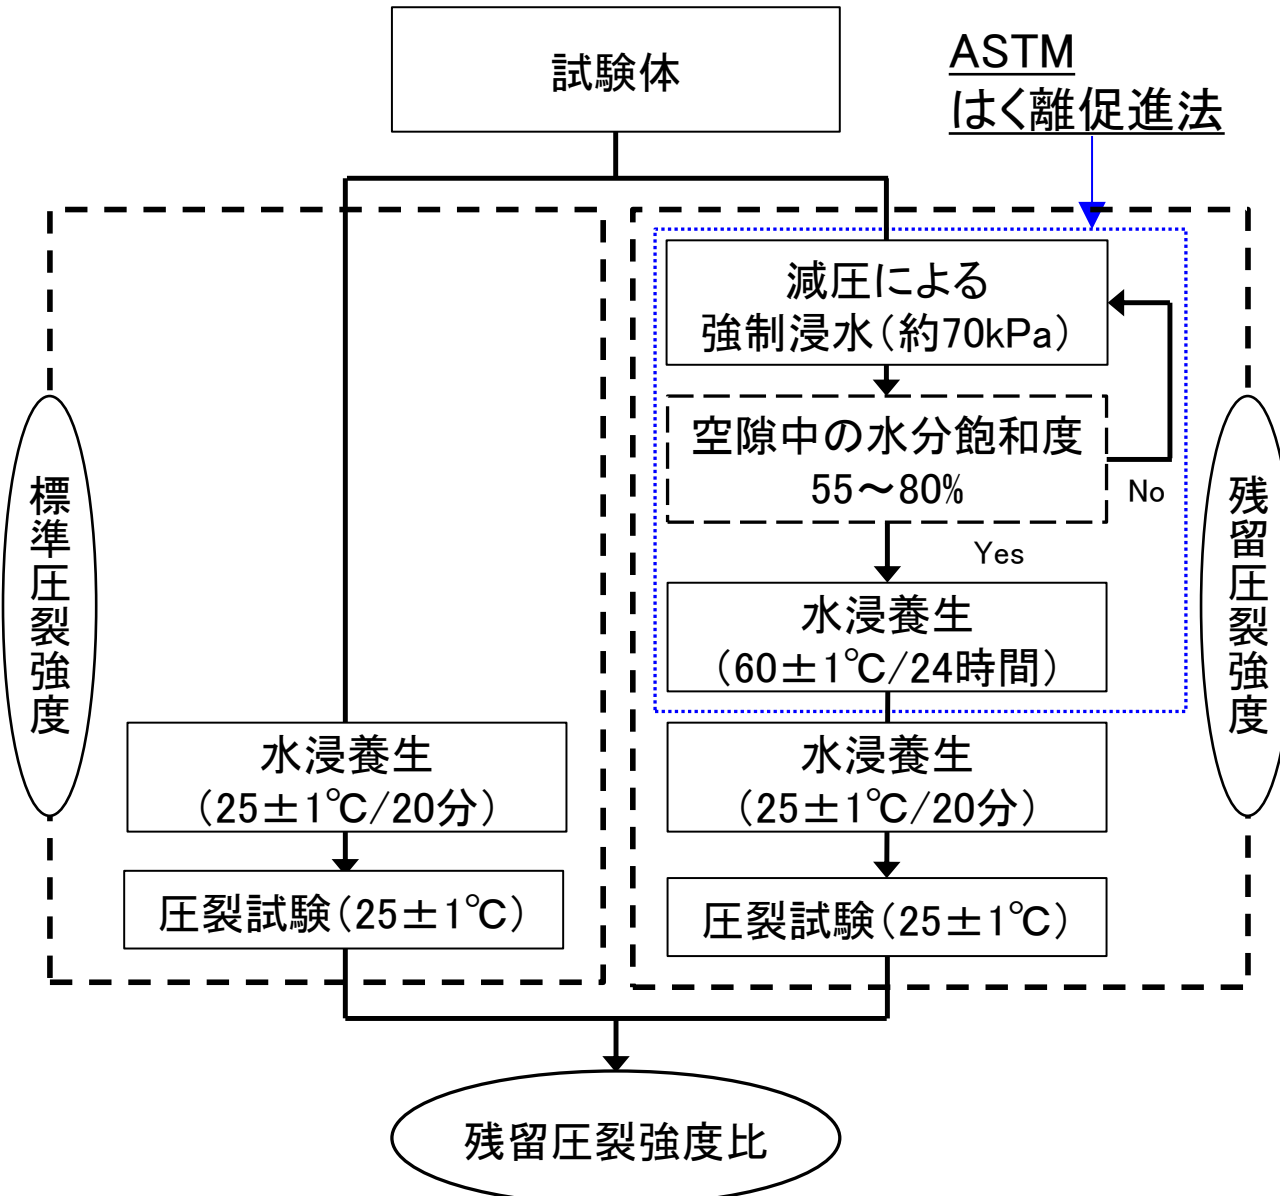 試験体
ASTM
はく離促進法
減圧による
強制浸水(約70kPa)
空隙中の水分飽和度
55～80%
No
Yes
水浸養生
(60±1℃/24時間)
標準圧裂強度
残留圧裂強度
水浸養生
(25±1℃/20分)
水浸養生
(25±1℃/20分)
圧裂試験(25±1℃)
圧裂試験(25±1℃)
残留圧裂強度比